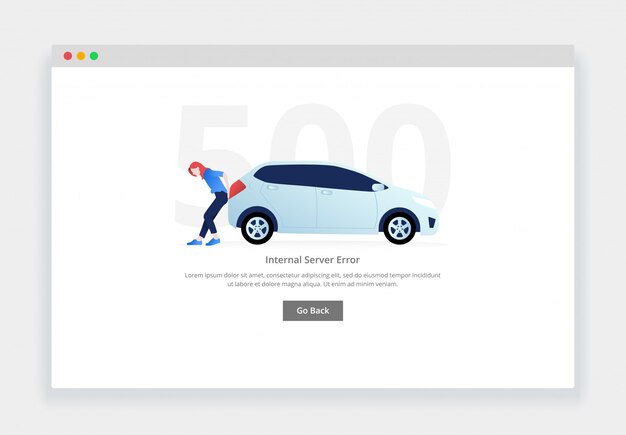 500
Internal Server Error
Lorem ipsum dolor sit amet, consectetur adipiscing elit, sed do eiusmod tempor incididunt
ut labore et dolore magna aliqua. Ut enim ad minim veniam.
Go Back